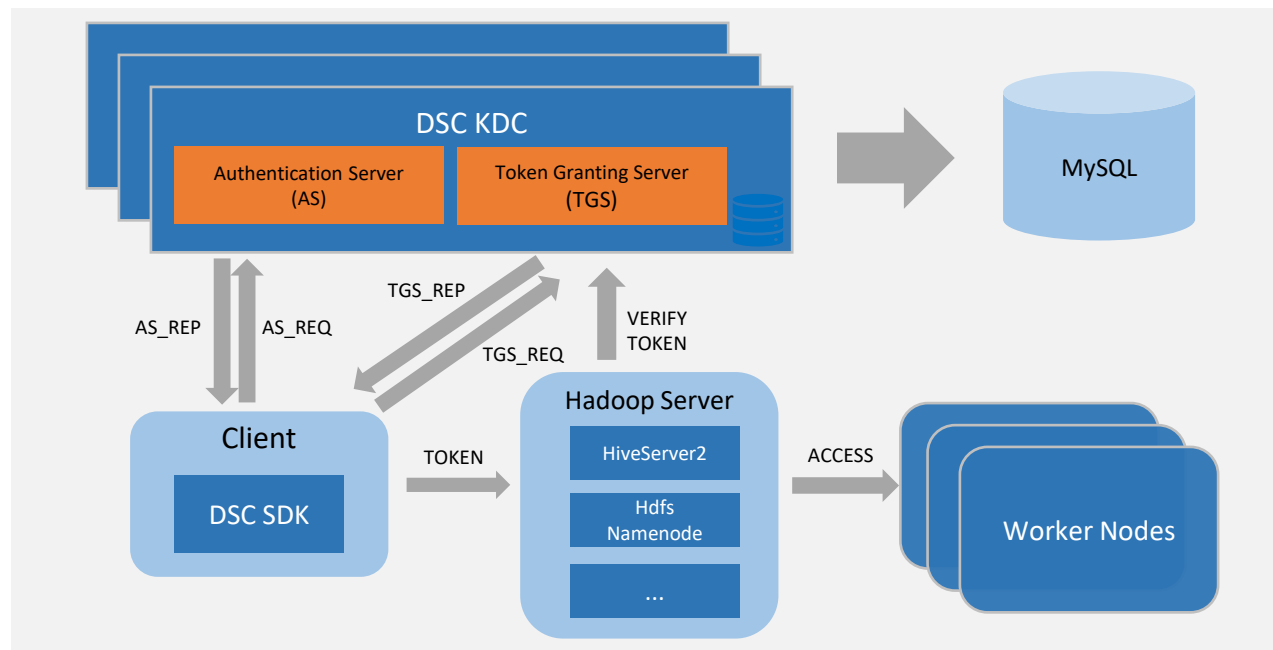 DSC KDC
Authentication Server
(AS)
Token Granting Server
(TGS)
MySQL
AS_REP
AS_REQ
TGS_REP
TGS_REQ
VERIFY
TOKEN
Client
DSC SDK
TOKEN
Hadoop Server
HiveServer2
Hdfs
Namenode
...
ACCESS
Worker Nodes